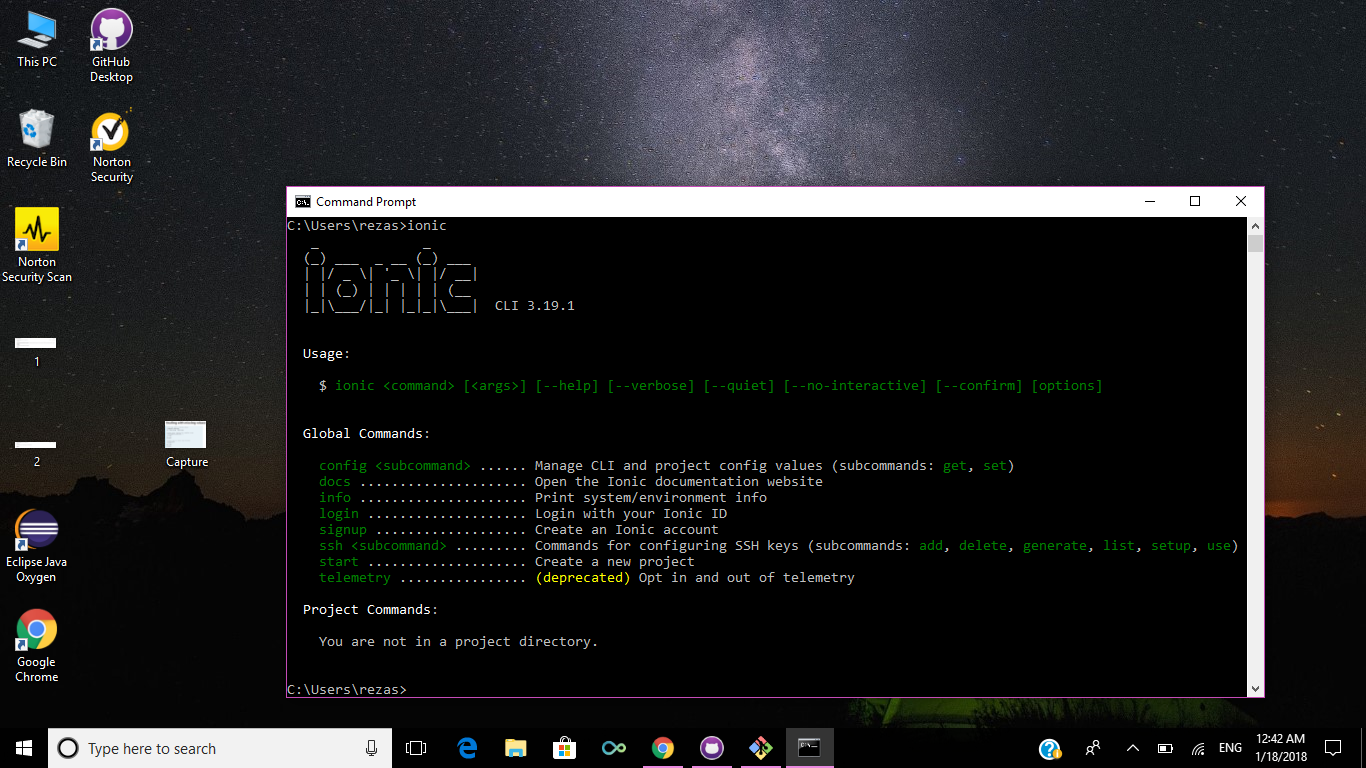 This PC
GitHub
Desktop
Recycle Bin
Norton
Security
Norton
Security Scan
1
2
Capture
Eclipse Java
Oxygen
Google
Chrome
Command Prompt
C:\Users\rezas>ionic
ionic CLI 3.19.1
Usage:
$ ionic <command> [<args>] [--help] [--verbose] [--quiet] [--no-interactive] [--confirm] [options]
Global Commands:
config <subcommand> ...... Manage CLI and project config values (subcommands: get, set)
docs ..................... Open the Ionic documentation website
info ..................... Print system/environment info
login .................... Login with your Ionic ID
signup ................... Create an Ionic account
ssh <subcommand> ......... Commands for configuring SSH keys (subcommands: add, delete, generate, list, setup, use)
start .................... Create a new project
telemetry ................ (deprecated) Opt in and out of telemetry
Project Commands:
You are not in a project directory.
C:\Users\rezas>
Type here to search
ENG
12:42 AM
1/18/2018